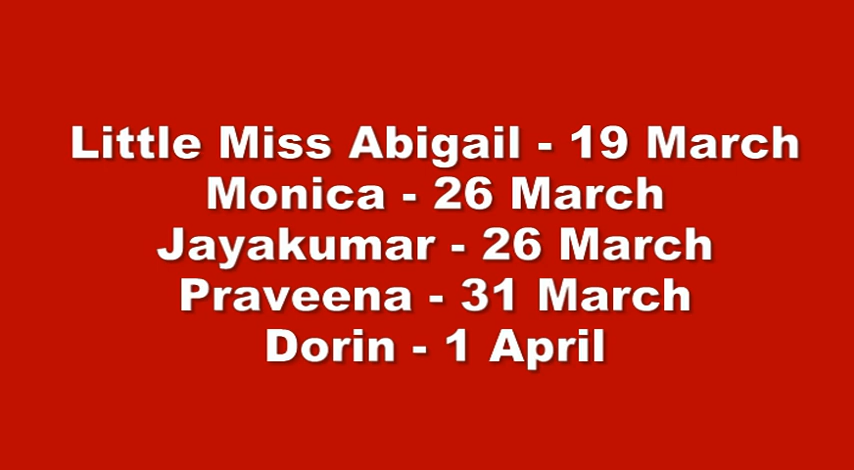 Little Miss Abigail - 19 March
Monica - 26 March
Jayakumar - 26 March
Praveena - 31 March
Dorin - 1 April